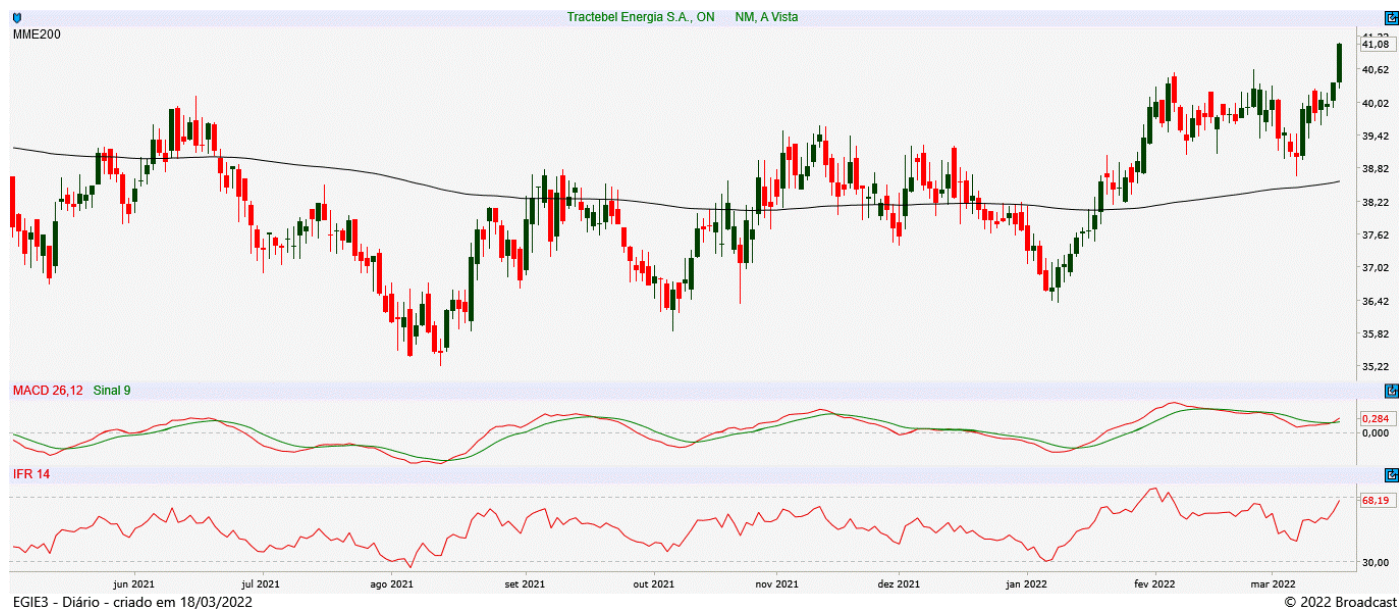 Tractebel Energia S.A., ON NM, A Vista
MME200
41,08
40,62
40,02
39,42
38,82
38,22
37,62
37,02
36,42
35,82
35,22
MACD 26,12 Sinal 9
0,284
0,000
IFR 14
68,19
30,00
jun 2021 jul 2021 ago 2021 set 2021 out 2021 nov 2021 dez 2021 jan 2022 fev 2022 mar 2022
EGIE3 - Diário - criado em 18/03/2022 © 2022 Broadcast